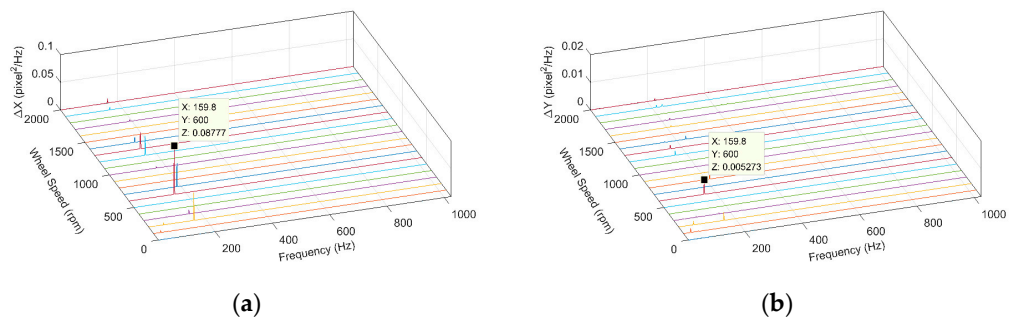 0.1
0.05
0
ΔX (pixel²/Hz)
X: 159.8
Y: 600
Z: 0.08777
2000
1500
1000
500
0
Wheel Speed (rpm)
200
400
600
800
1000
Frequency (Hz)
(a)
0.02
0.01
0
ΔY (pixel²/Hz)
X: 159.8
Y: 600
Z: 0.005273
2000
1500
1000
500
0
Wheel Speed (rpm)
200
400
600
800
1000
Frequency (Hz)
(b)